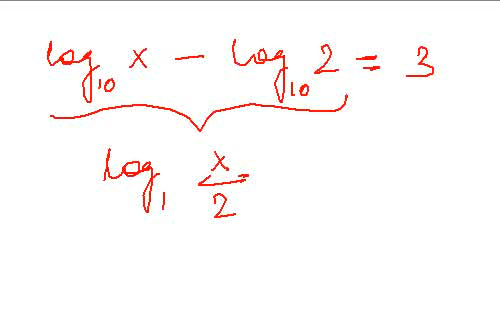 log₁₀ x − log₁₀ 2 = 3
log₁ x/2